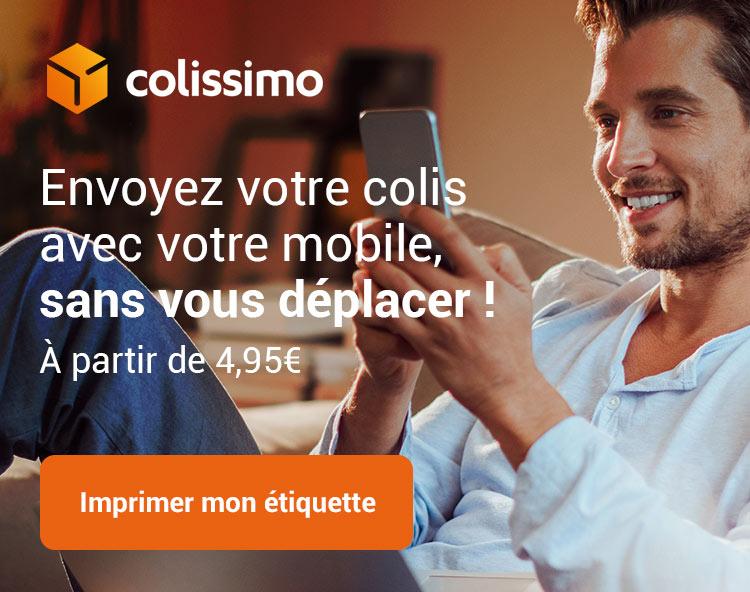 colissimo
Envoyez votre colis
avec votre mobile,
sans vous déplacer !
À partir de 4,95€
Imprimer mon étiquette